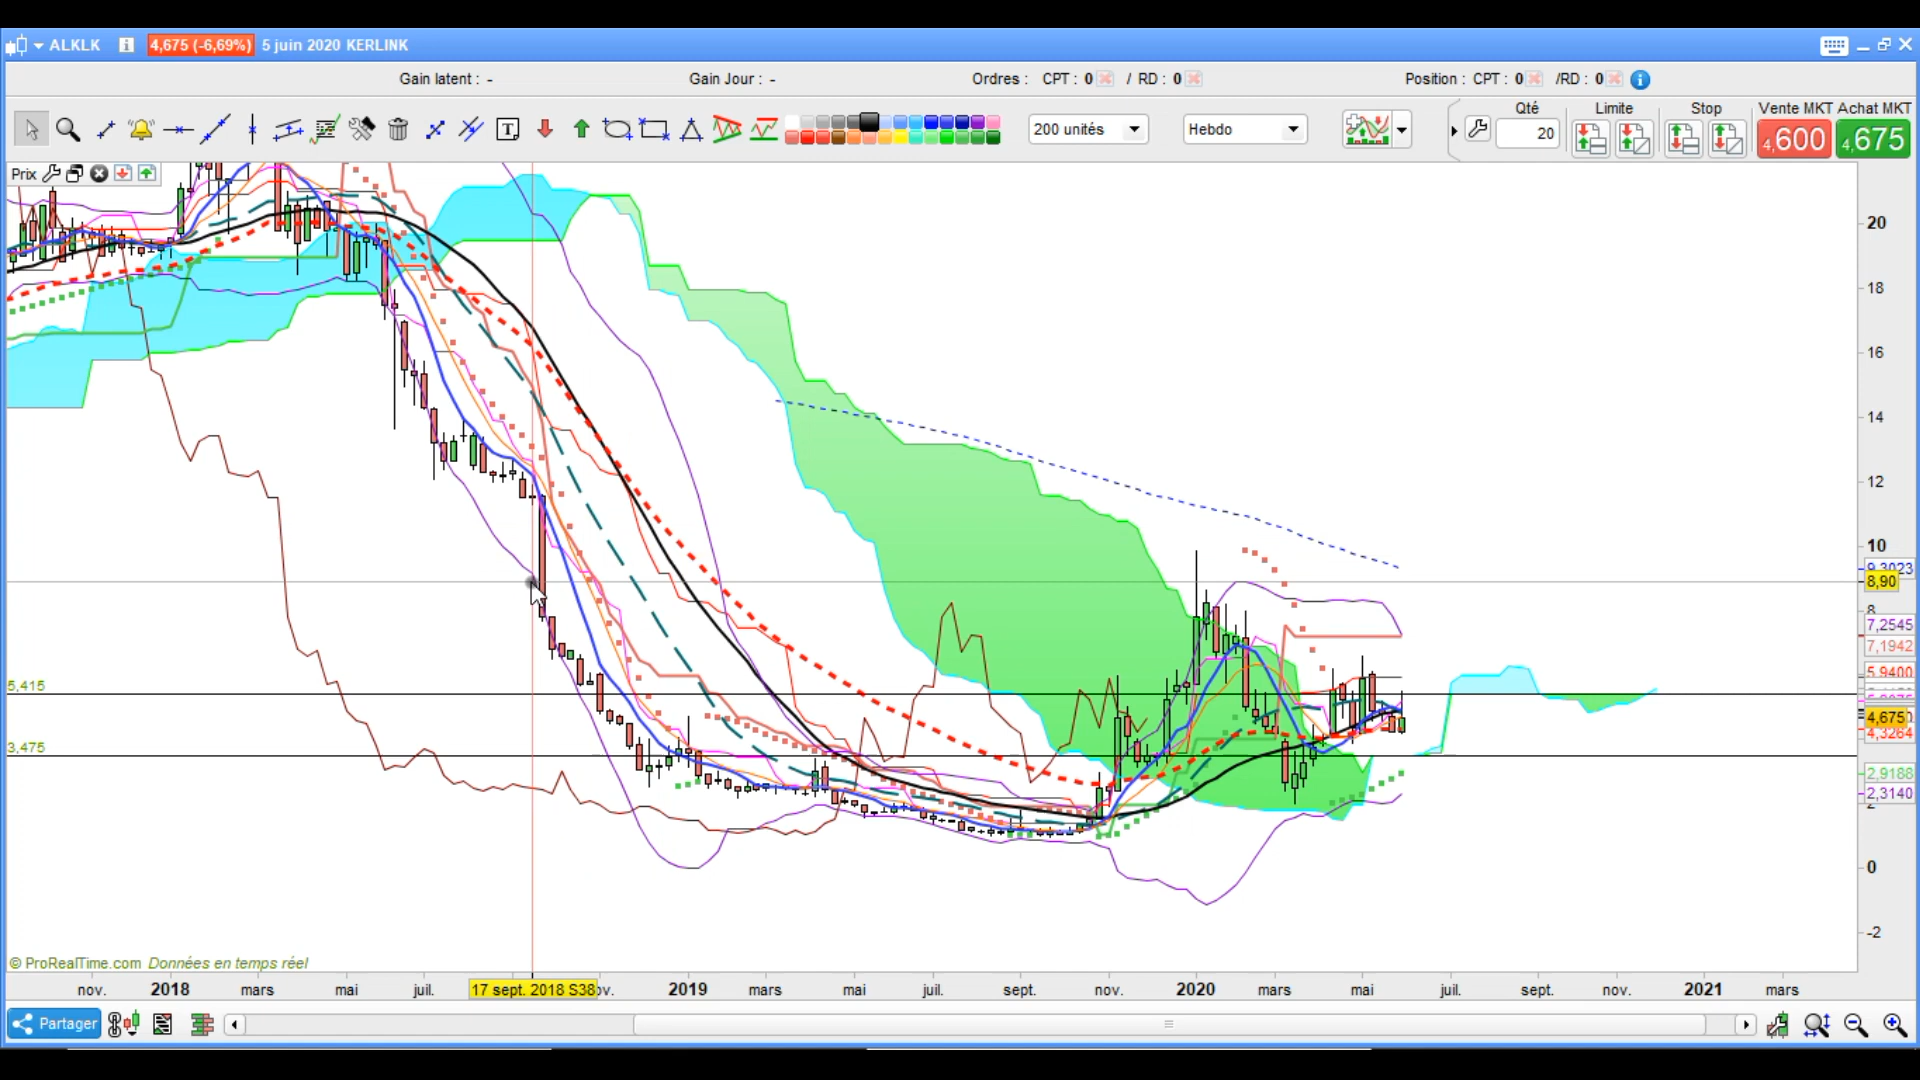 ALKLK 4,675 (-6,69%) 5 juin 2020 KERLINK
Gain latent : - Gain Jour : - Ordres : CPT : 0 / RD : 0 Position : CPT : 0 /RD : 0
Qté Limite Stop Vente MKT Achat MKT
200 unités Hebdo 20 4,600 4,675
Prix
20
18
16
14
12
10
9,3023
8,90
8
7,2545
7,1942
5,9400
5,415
4,675
4,3264
3,475
2,9188
2,3140
2
0
-2
© ProRealTime.com Données en temps réel
nov. 2018 mars mai juil. 17 sept. 2018 S38 2019 mars mai juil. sept. nov. 2020 mars mai juil. sept. nov. 2021 mars
Partager